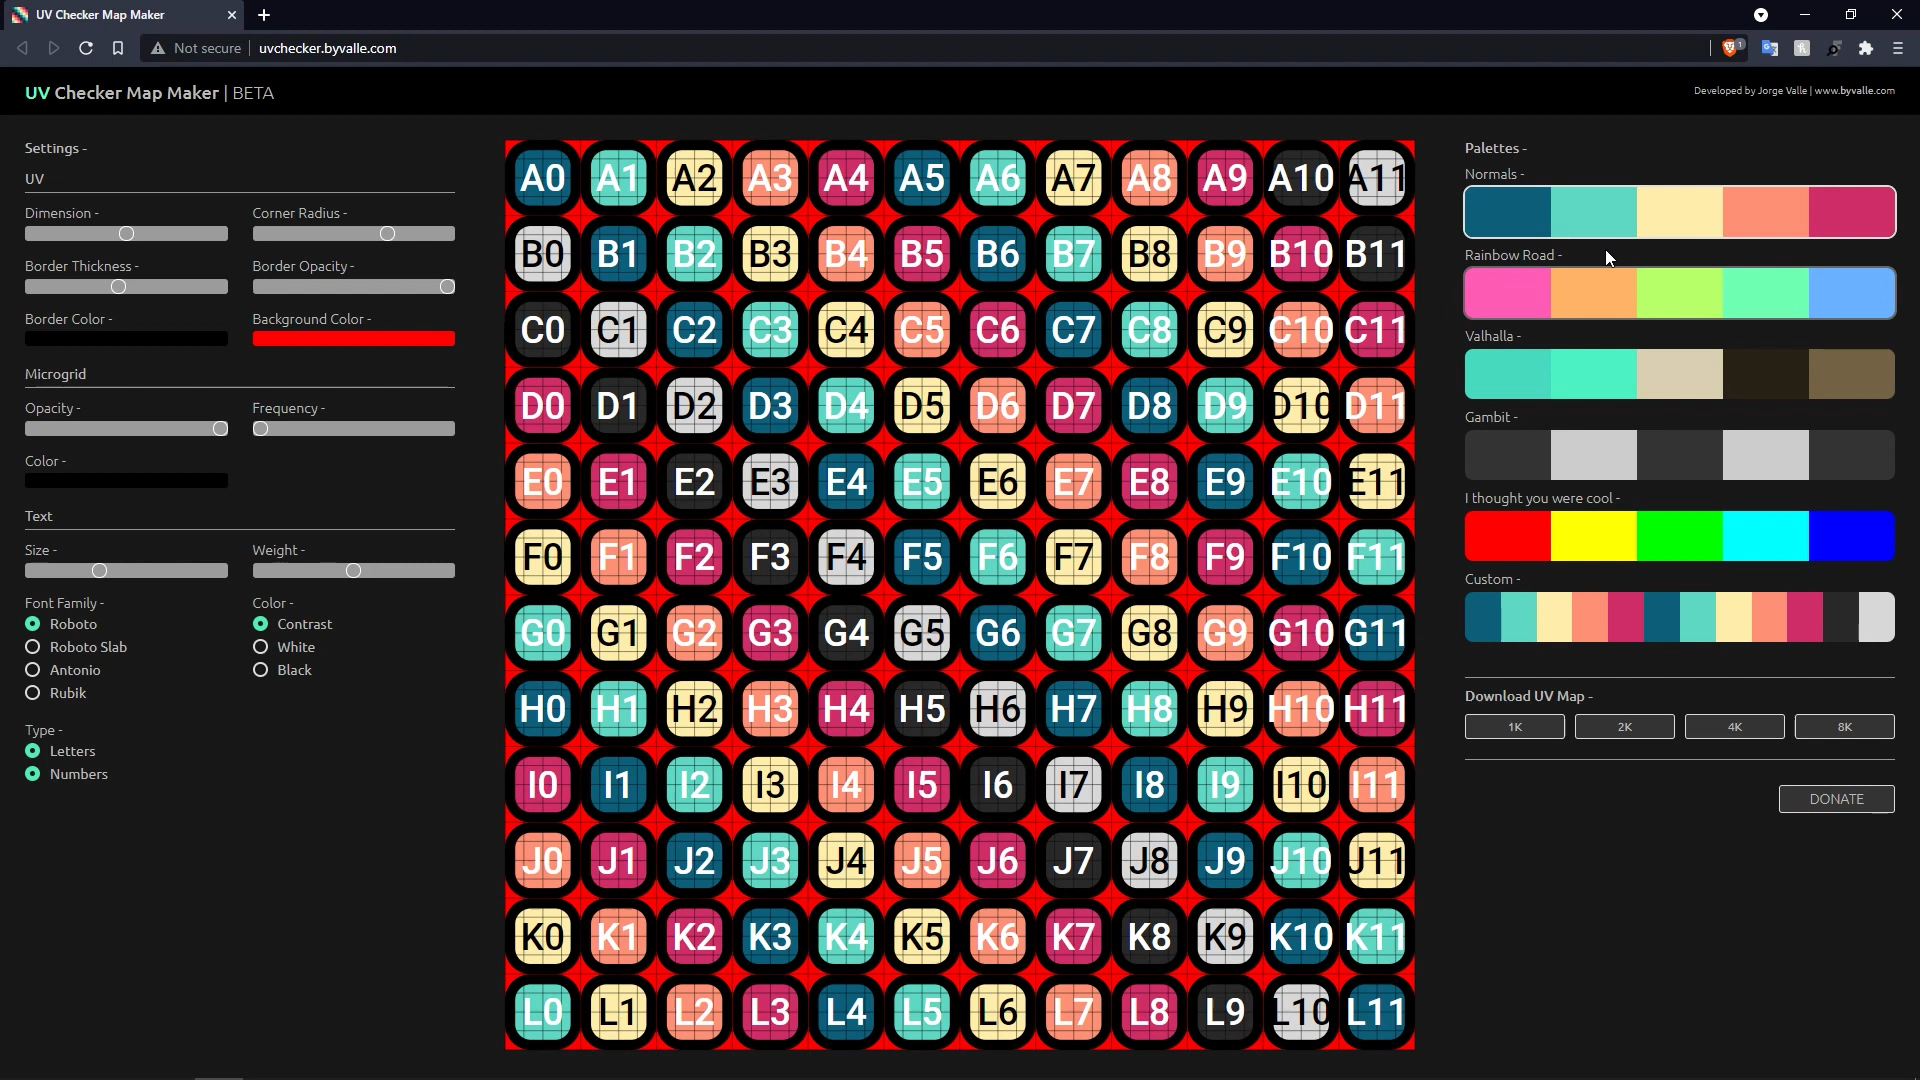 UV Checker Map Maker
Not secure
uvchecker.byvalle.com
1
UV Checker Map Maker | BETA
Developed by Jorge Valle | www.byvalle.com
Settings -
UV
Dimension -
Corner Radius -
Border Thickness -
Border Opacity -
Border Color -
Background Color -
Microgrid
Opacity -
Frequency -
Color -
Text
Size -
Weight -
Font Family -
Roboto
Roboto Slab
Antonio
Rubik
Color -
Contrast
White
Black
Type -
Letters
Numbers
A0 A1 A2 A3 A4 A5 A6 A7 A8 A9 A10 A11
B0 B1 B2 B3 B4 B5 B6 B7 B8 B9 B10 B11
C0 C1 C2 C3 C4 C5 C6 C7 C8 C9 C10 C11
D0 D1 D2 D3 D4 D5 D6 D7 D8 D9 D10 D11
E0 E1 E2 E3 E4 E5 E6 E7 E8 E9 E10 E11
F0 F1 F2 F3 F4 F5 F6 F7 F8 F9 F10 F11
G0 G1 G2 G3 G4 G5 G6 G7 G8 G9 G10 G11
H0 H1 H2 H3 H4 H5 H6 H7 H8 H9 H10 H11
I0 I1 I2 I3 I4 I5 I6 I7 I8 I9 I10 I11
J0 J1 J2 J3 J4 J5 J6 J7 J8 J9 J10 J11
K0 K1 K2 K3 K4 K5 K6 K7 K8 K9 K10 K11
L0 L1 L2 L3 L4 L5 L6 L7 L8 L9 L10 L11
Palettes -
Normals -
Rainbow Road -
Valhalla -
Gambit -
I thought you were cool -
Custom -
Download UV Map -
1K
2K
4K
8K
DONATE